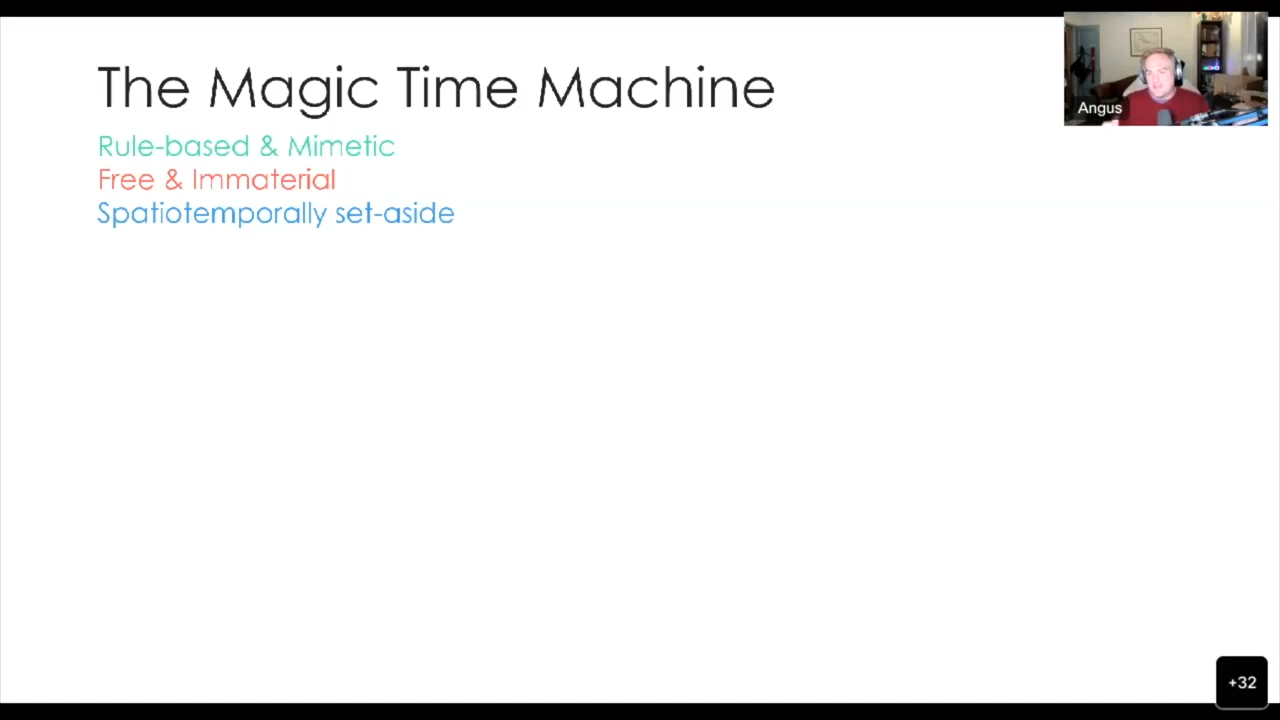 The Magic Time Machine
Rule-based & Mimetic
Free & Immaterial
Spatiotemporally set-aside
Angus
+32